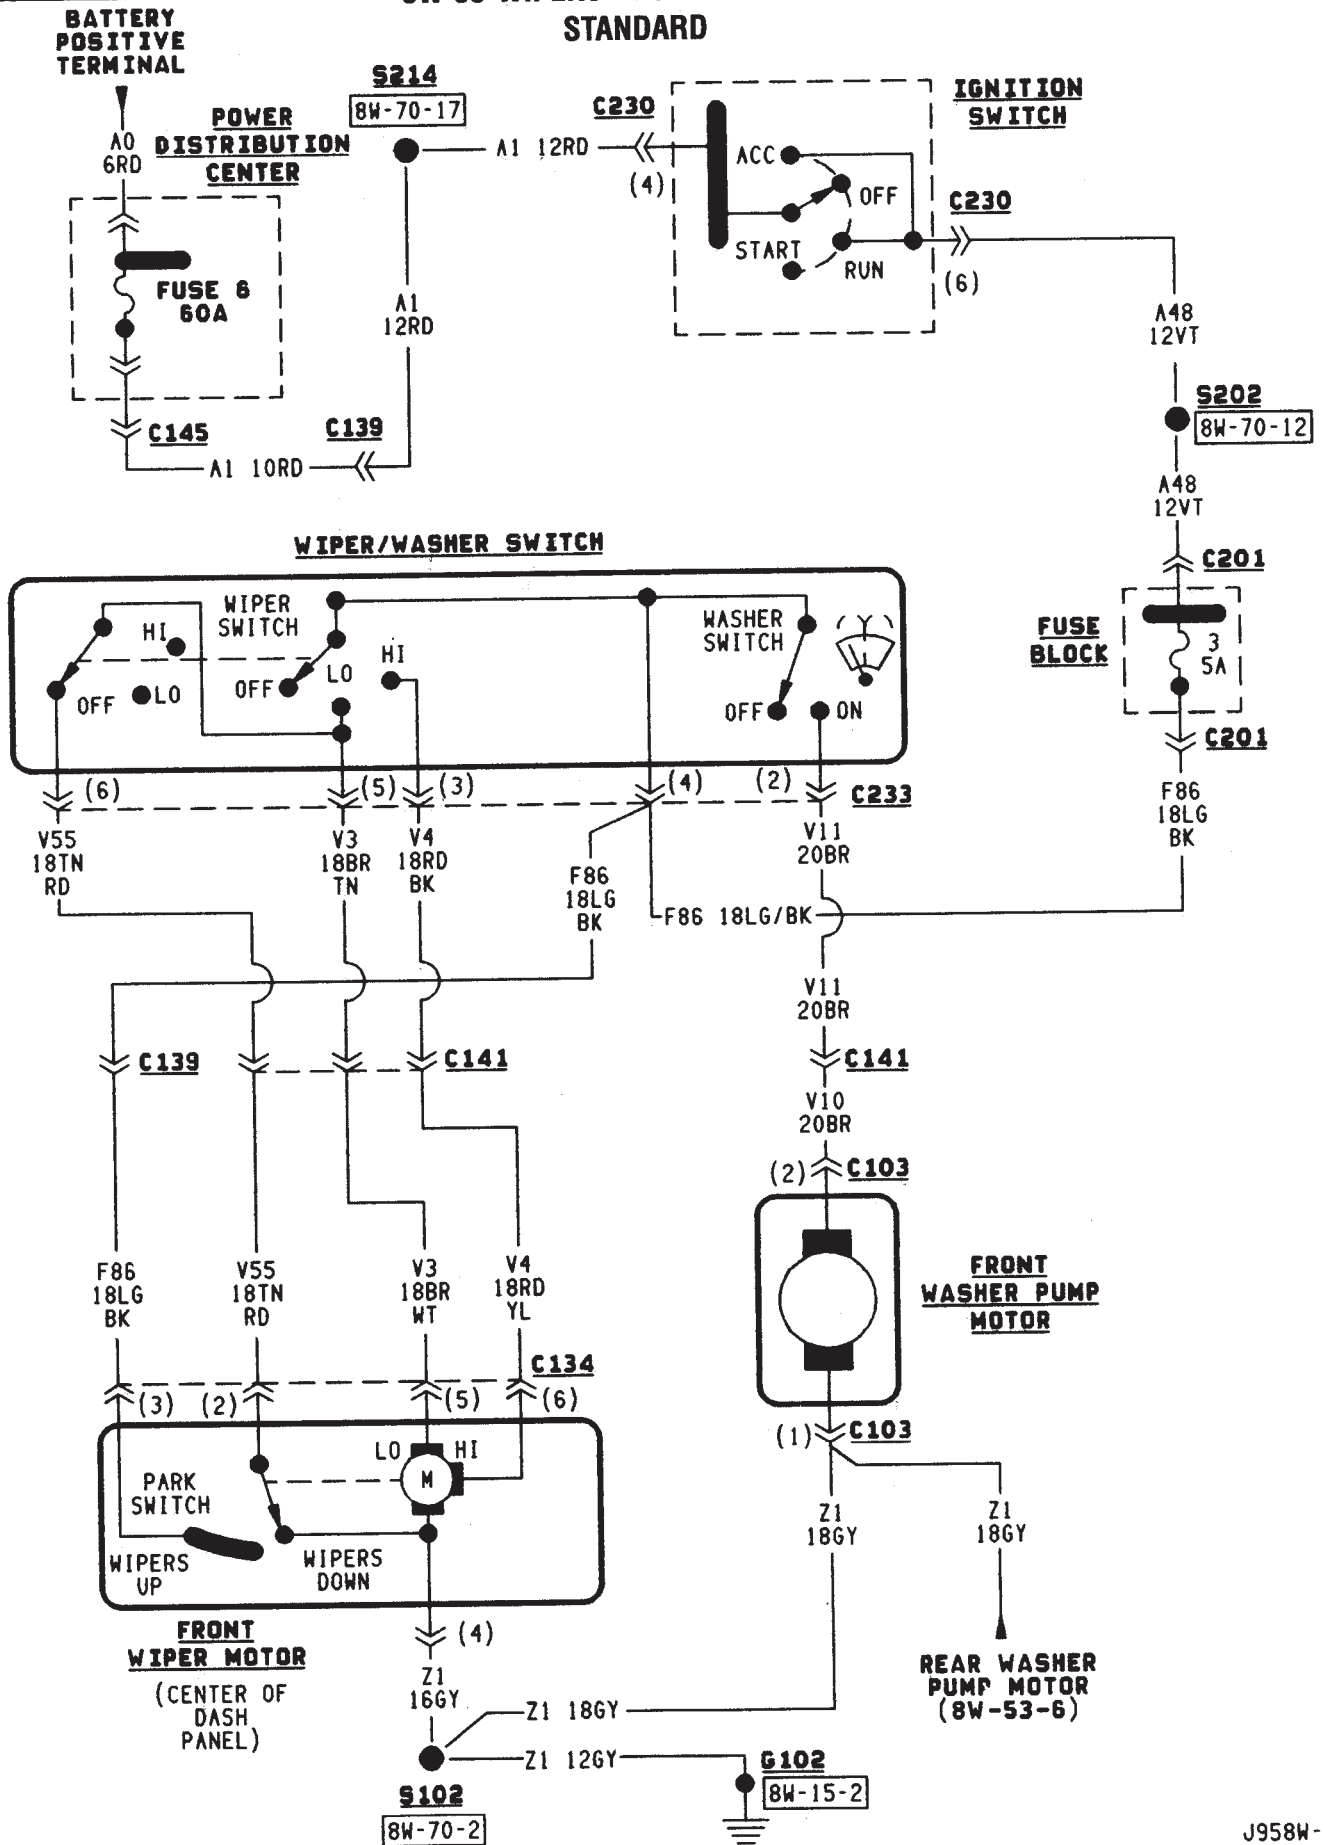 STANDARD
BATTERY
POSITIVE
TERMINAL
A0
6RD
POWER
DISTRIBUTION
CENTER
FUSE 6
60A
C145
A1 10RD
C139
A1
12RD
S214
8W-70-17
A1 12RD
C230
(4)
IGNITION
SWITCH
ACC
OFF
START
RUN
C230
(6)
A48
12VT
S202
8W-70-12
A48
12VT
C201
FUSE
BLOCK
3
5A
C201
F86
18LG
BK
WIPER/WASHER SWITCH
WIPER
SWITCH
HI
OFF
LO
OFF
LO
HI
WASHER
SWITCH
OFF
ON
(6)
(5)
(3)
(4)
(2)
C233
V55
18TN
RD
V3
18BR
TN
V4
18RD
BK
F86
18LG
BK
V11
20BR
F86 18LG/BK
V11
20BR
C139
C141
C141
V10
20BR
(2)
C103
FRONT
WASHER PUMP
MOTOR
(1)
C103
F86
18LG
BK
V55
18TN
RD
V3
18BR
WT
V4
18RD
YL
C134
(3)
(2)
(5)
(6)
LO
HI
M
PARK
SWITCH
WIPERS
UP
WIPERS
DOWN
FRONT
WIPER MOTOR
(CENTER OF
DASH
PANEL)
(4)
Z1
16GY
Z1
18GY
Z1
18GY
REAR WASHER
PUMP MOTOR
(8W-53-6)
Z1 18GY
Z1 12GY
S102
8W-70-2
G102
8W-15-2
J958W-